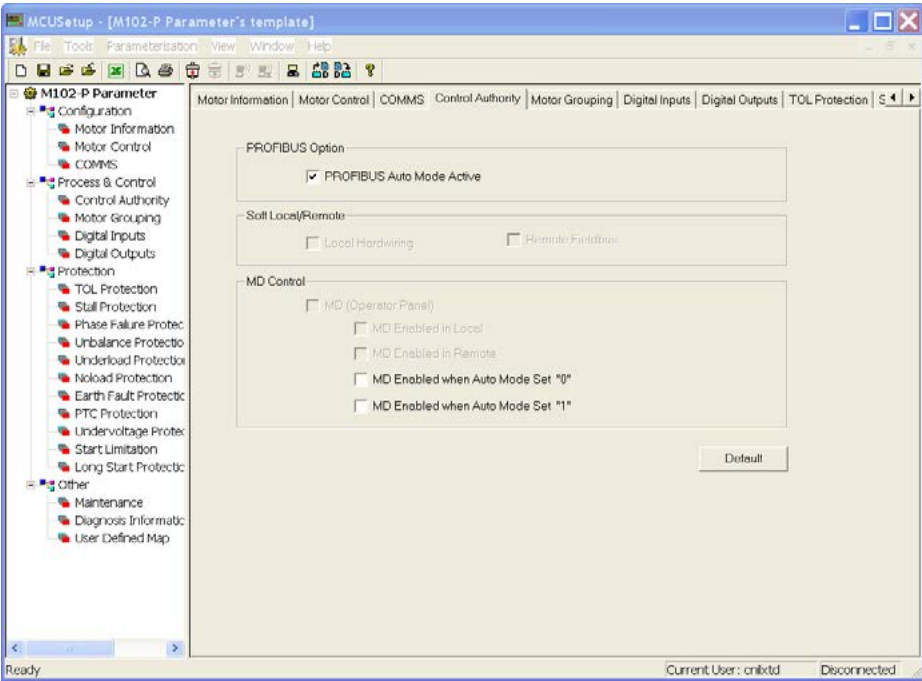 MCUSetup - [M102-P Parameter's template]
File Tools Parameterisation View Window Help
M102-P Parameter
Configuration
Motor Information
Motor Control
COMMS
Process & Control
Control Authority
Motor Grouping
Digital Inputs
Digital Outputs
Protection
TOL Protection
Stall Protection
Phase Failure Protec
Unbalance Protectio
Underload Protection
Noload Protection
Earth Fault Protectic
PTC Protection
Undervoltage Protec
Start Limitation
Long Start Protectic
Other
Maintenance
Diagnosis Informatic
User Defined Map
Motor Information Motor Control COMMS Control Authority Motor Grouping Digital Inputs Digital Outputs TOL Protection S
PROFIBUS Option
PROFIBUS Auto Mode Active
Soft Local/Remote
Local Hardwiring Remote Fieldbus
MD Control
MD (Operator Panel)
MD Enabled in Local
MD Enabled in Remote
MD Enabled when Auto Mode Set "0"
MD Enabled when Auto Mode Set "1"
Default
Ready Current User: cnilxtd Disconnected